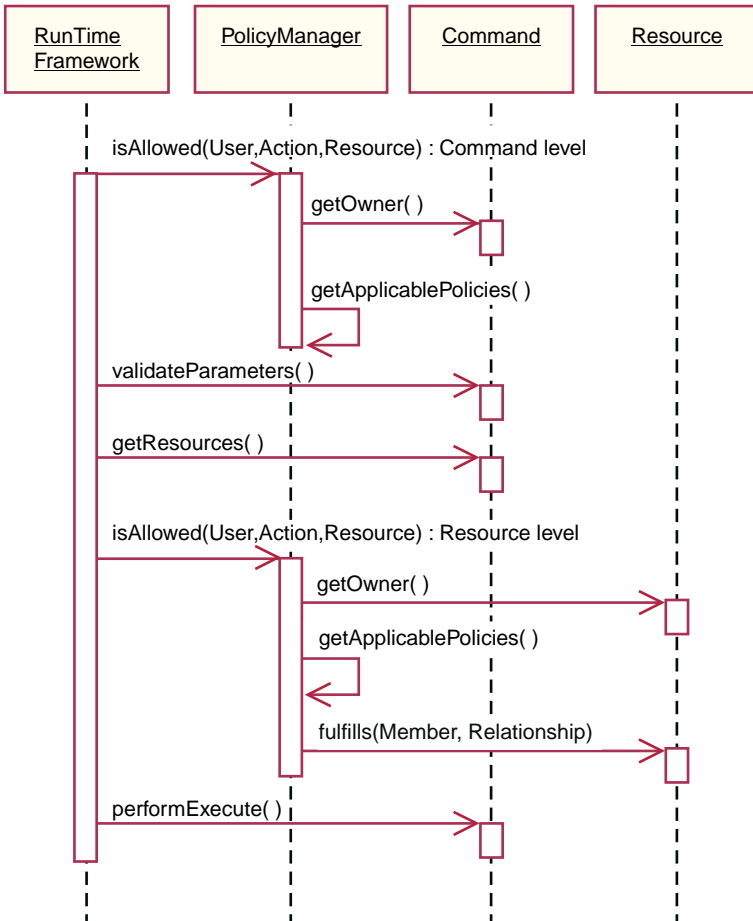 RunTime
Framework
PolicyManager
Command
Resource
isAllowed(User,Action,Resource) : Command level
getOwner( )
getApplicablePolicies( )
validateParameters( )
getResources( )
isAllowed(User,Action,Resource) : Resource level
getOwner( )
getApplicablePolicies( )
fulfills(Member, Relationship)
performExecute( )